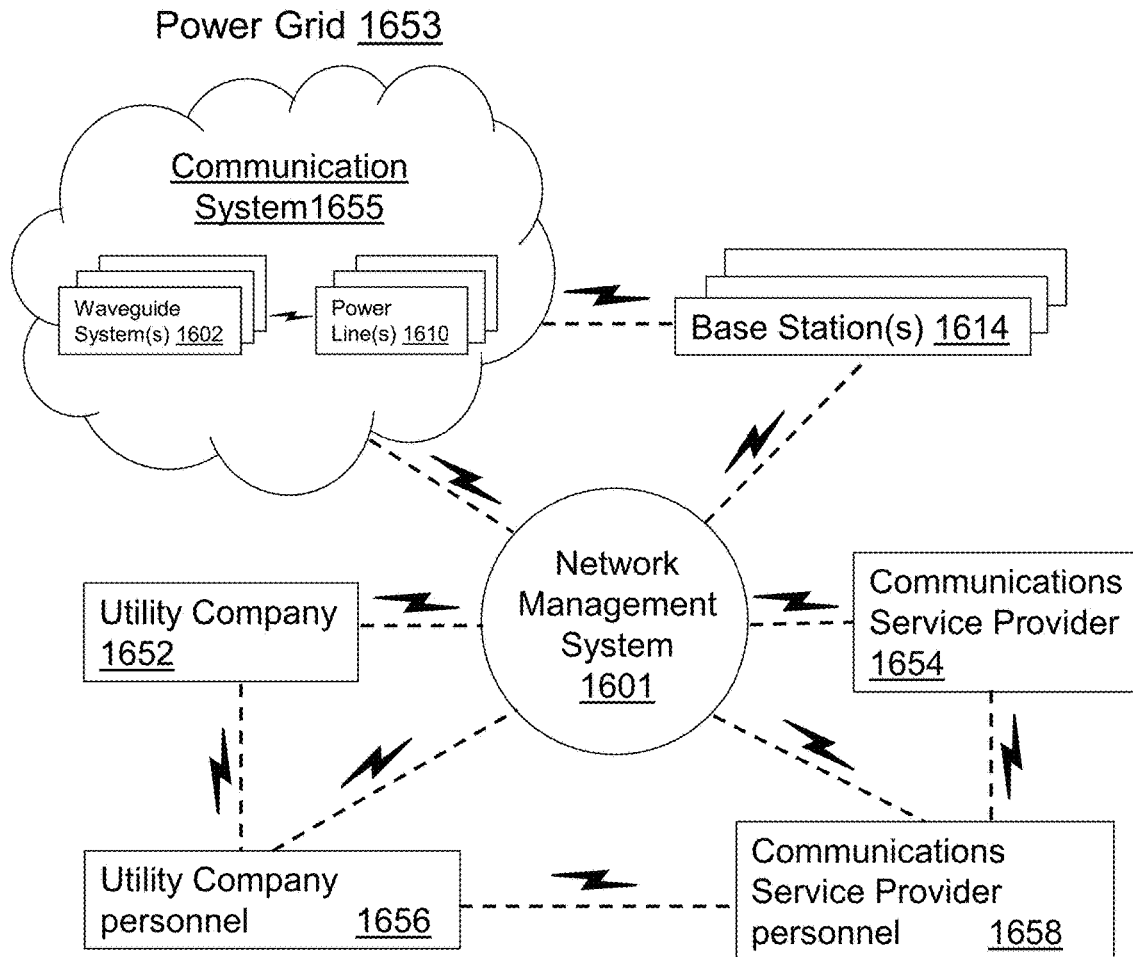 Power Grid 1653
Communication
System1655
Waveguide
System(s) 1602
Power
Line(s) 1610
Base Station(s) 1614
Network
Management
System
1601
Utility
Company
1652
Communications
Service Provider
1654
Utility Company
personnel 1656
Communications
Service Provider
personnel 1658